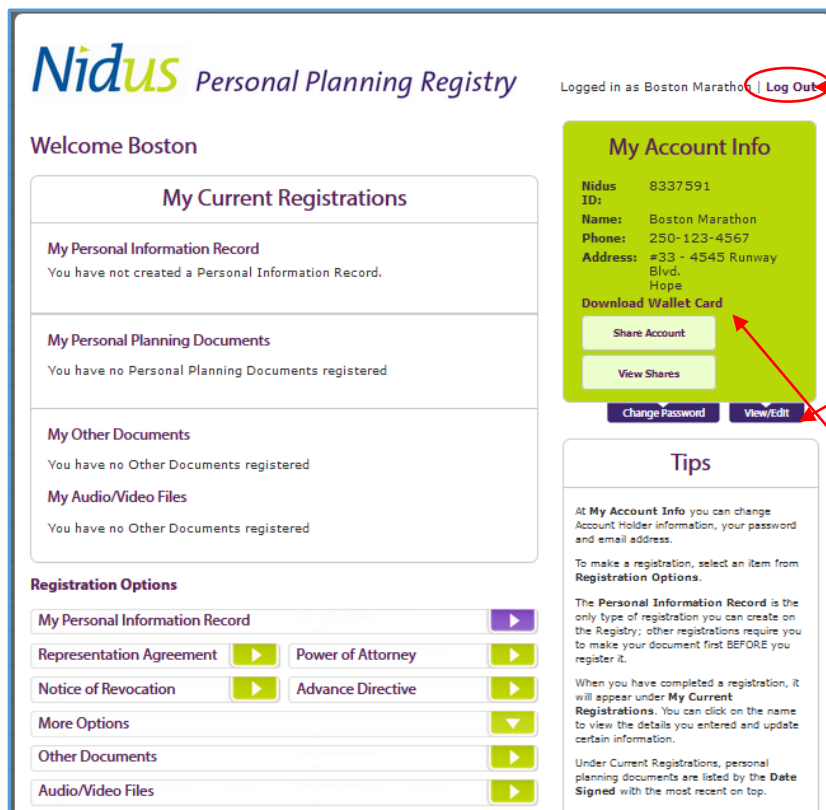 Nidus Personal Planning Registry
Logged in as Boston Marathon | Log Out
Welcome Boston
My Current Registrations
My Personal Information Record
You have not created a Personal Information Record.
My Personal Planning Documents
You have no Personal Planning Documents registered
My Other Documents
You have no Other Documents registered
My Audio/Video Files
You have no Other Documents registered
Registration Options
My Personal Information Record
Representation Agreement
Power of Attorney
Notice of Revocation
Advance Directive
More Options
Other Documents
Audio/Video Files
My Account Info
Nidus 8337591
ID:
Name: Boston Marathon
Phone: 250-123-4567
Address: #33 - 4545 Runway
Blvd.
Hope
Download Wallet Card
Share Account
View Shares
Change Password View/Edit
Tips
At My Account Info you can change
Account Holder information, your password
and email address.
To make a registration, select an item from
Registration Options.
The Personal Information Record is the
only type of registration you can create on
the Registry; other registrations require you
to make your document first BEFORE you
register it.
When you have completed a registration, it
will appear under My Current
Registrations. You can click on the name
to view the details you entered and update
certain information.
Under Current Registrations, personal
planning documents are listed by the Date
Signed with the most recent on top.